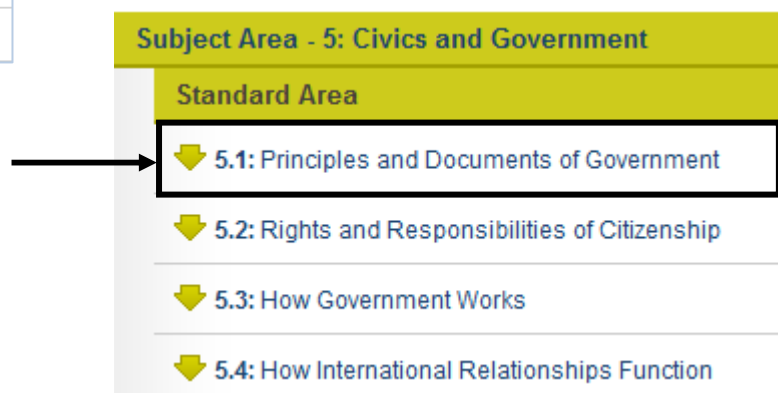 Subject Area - 5: Civics and Government
Standard Area
5.1: Principles and Documents of Government
5.2: Rights and Responsibilities of Citizenship
5.3: How Government Works
5.4: How International Relationships Function